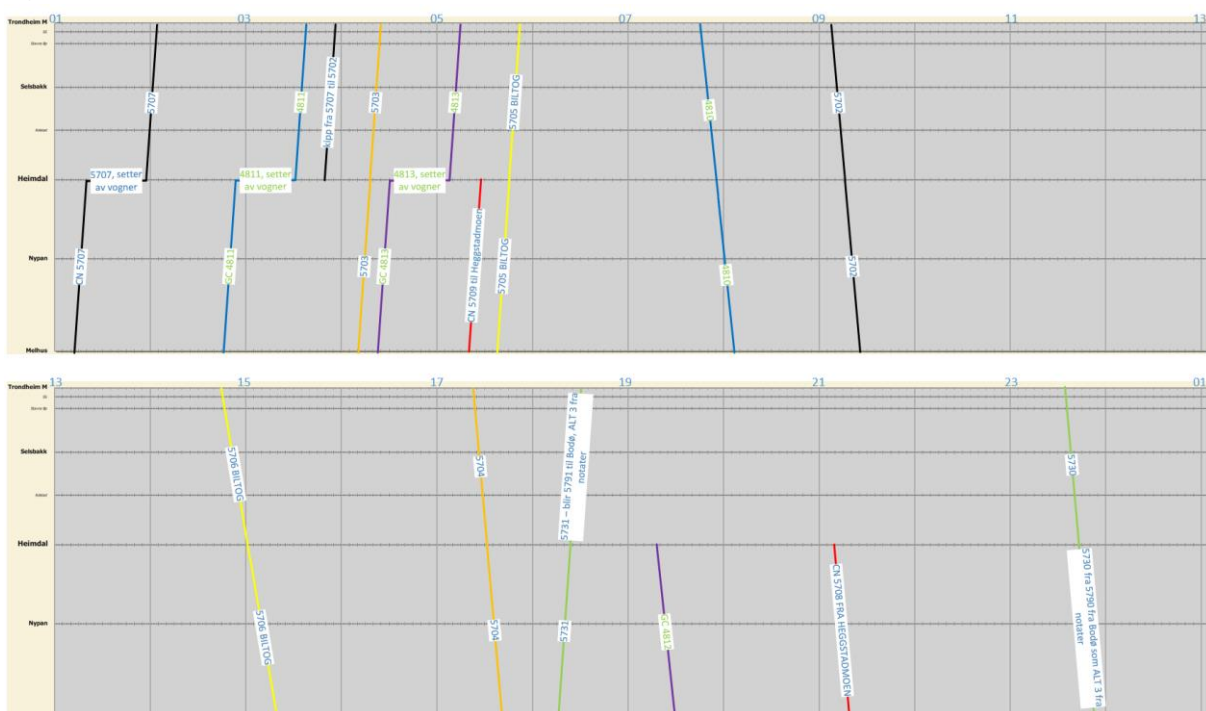 01 03 05 07 09 11 13
Trondheim M
Selsbakk
Heimdal
Nypan
Melhus
5707
4811
kipp fra 5707 til 5702
5703
4813
5705 BILTOG
4810
5702
5707, setter
av vogner
4811, setter
av vogner
4813, setter
av vogner
CN 5707
GC 4811
5703
GC 4813
CN 5709 til Heggstadmoen
5705 BILTOG
4810
5702
13 15 17 19 21 23 01
Trondheim M
Selsbakk
Heimdal
Nypan
5706 BILTOG
5704
5731 – blir 5791 til Bodø, ALT 3 fra
notater
5730
5706 BILTOG
5704
5731
GC 4812
CN 5708 FRA HEGGSTADMOEN
5730 fra 5790 fra Bodø som ALT 3 fra
notater